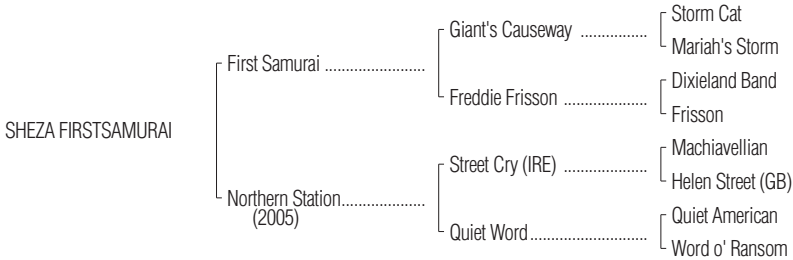 Storm Cat
Giant's Causeway ................
Mariah's Storm
First Samurai ........................
Dixieland Band
Freddie Frisson ....................
Frisson
SHEZA FIRSTSAMURAI
Machiavellian
Street Cry (IRE) ....................
Helen Street (GB)
Northern Station....................
(2005)
Quiet American
Quiet Word............................
Word o' Ransom